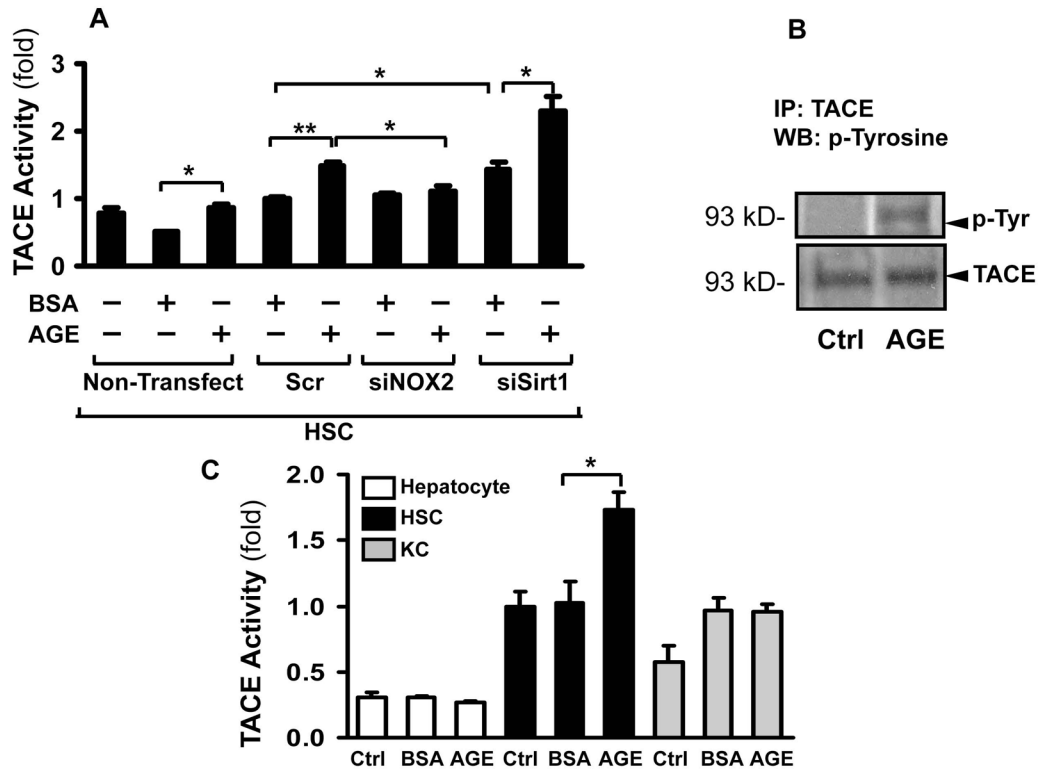 A
TACE Activity (fold)
3
2
1
0
*
**
*
*
*
BSA – + – + – + – + –
AGE – – + – + – + – +
Non-Transfect Scr siNOX2 siSirt1
HSC
B
IP: TACE
WB: p-Tyrosine
93 kD- p-Tyr
93 kD- TACE
Ctrl AGE
C
TACE Activity (fold)
2.0
1.5
1.0
0.5
0.0
Hepatocyte
HSC
KC
*
Ctrl BSA AGE Ctrl BSA AGE Ctrl BSA AGE